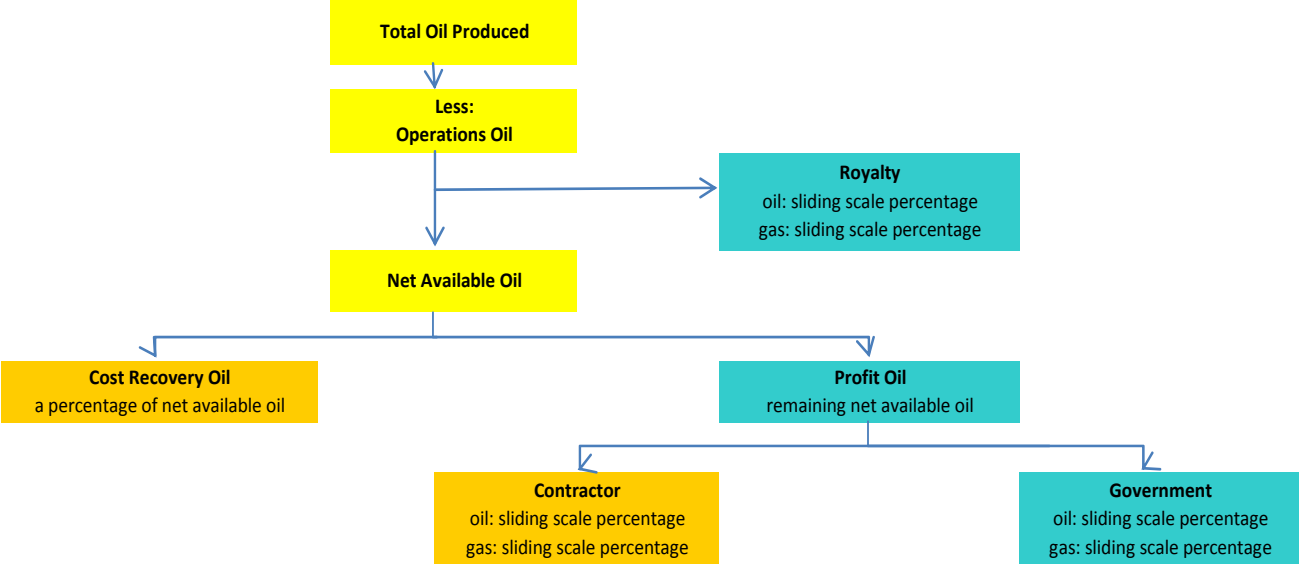 Total Oil Produced
Less:
Operations Oil
Royalty
oil: sliding scale percentage
gas: sliding scale percentage
Net Available Oil
Cost Recovery Oil
a percentage of net available oil
Profit Oil
remaining net available oil
Contractor
oil: sliding scale percentage
gas: sliding scale percentage
Government
oil: sliding scale percentage
gas: sliding scale percentage